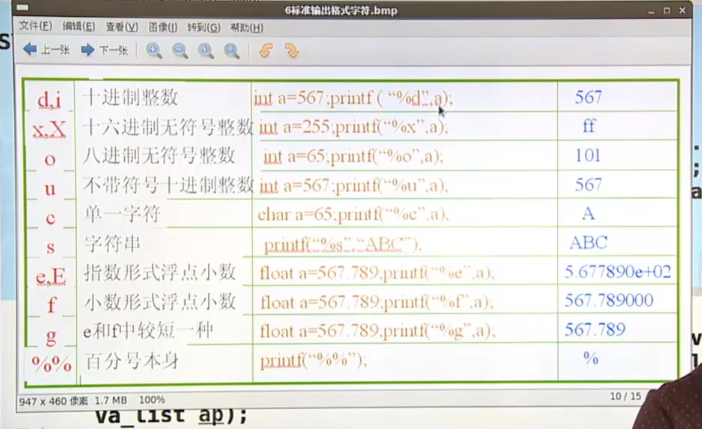 6标准输出格式字符.bmp
文件(F) 编辑(E) 查看(V) 图像(I) 转到(G) 帮助(H)
上一张 下一张
d,i 十进制整数 int a=567;printf ( “%d”,a); 567
x,X 十六进制无符号整数 int a=255;printf(“%x”,a); ff
o 八进制无符号整数 int a=65;printf(“%o”,a); 101
u 不带符号十进制整数 int a=567;printf(“%u”,a); 567
c 单一字符 char a=65;printf(“%c”,a); A
s 字符串 printf(“%s”,“ABC”); ABC
e,E 指数形式浮点小数 float a=567.789;printf(“%e”,a); 5.677890e+02
f 小数形式浮点小数 float a=567.789;printf(“%f”,a); 567.789000
g e和f中较短一种 float a=567.789;printf(“%g”,a); 567.789
%% 百分号本身 printf(“%%”); %
947 x 460 像素 1.7 MB 100% 10 / 15
va_list ap);